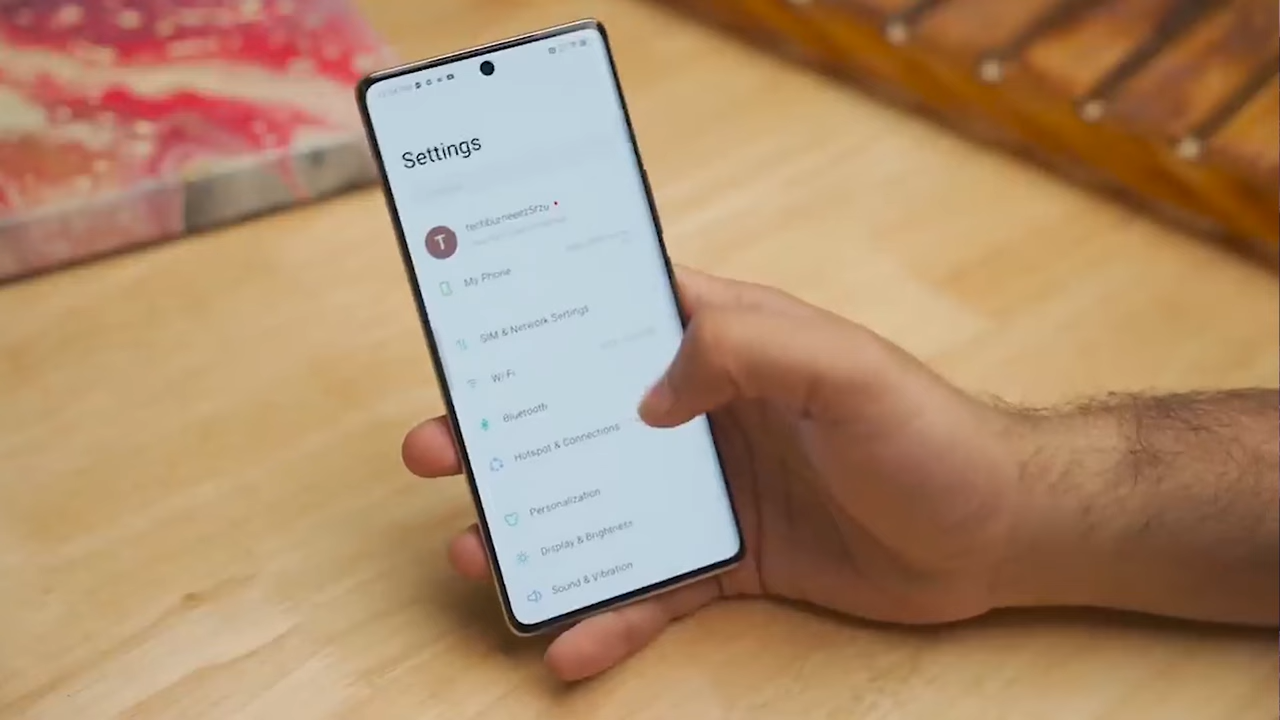 Settings
T
My Phone
SIM & Network Settings
Wi-Fi
Bluetooth
Hotspot & Connections
Personalization
Display & Brightness
Sound & Vibration